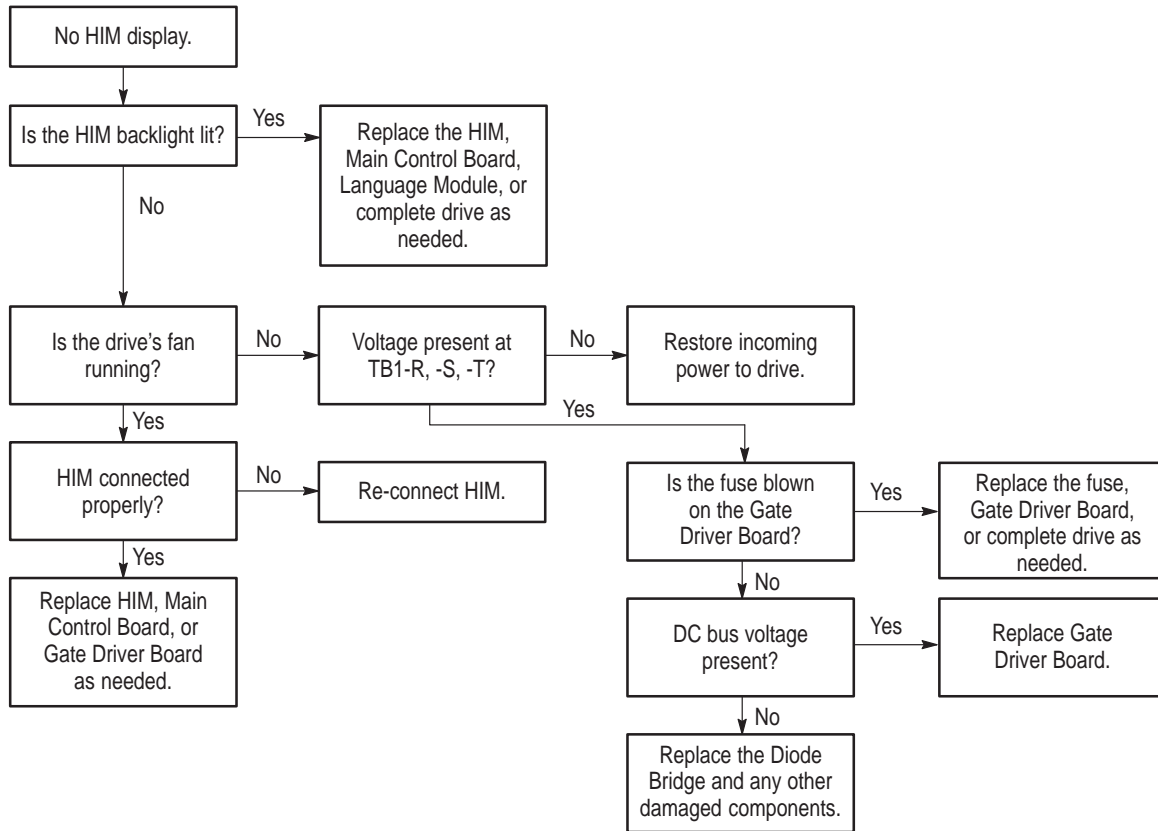 No HIM display.
Is the HIM backlight lit?
Yes
Replace the HIM,
Main Control Board,
Language Module, or
complete drive as
needed.
No
Is the drive's fan
running?
No
Voltage present at
TB1-R, -S, -T?
No
Restore incoming
power to drive.
Yes
Yes
HIM connected
properly?
No
Re-connect HIM.
Is the fuse blown
on the Gate
Driver Board?
Yes
Replace the fuse,
Gate Driver Board,
or complete drive as
needed.
Yes
No
Replace HIM, Main
Control Board, or
Gate Driver Board
as needed.
DC bus voltage
present?
Yes
Replace Gate
Driver Board.
No
Replace the Diode
Bridge and any other
damaged components.